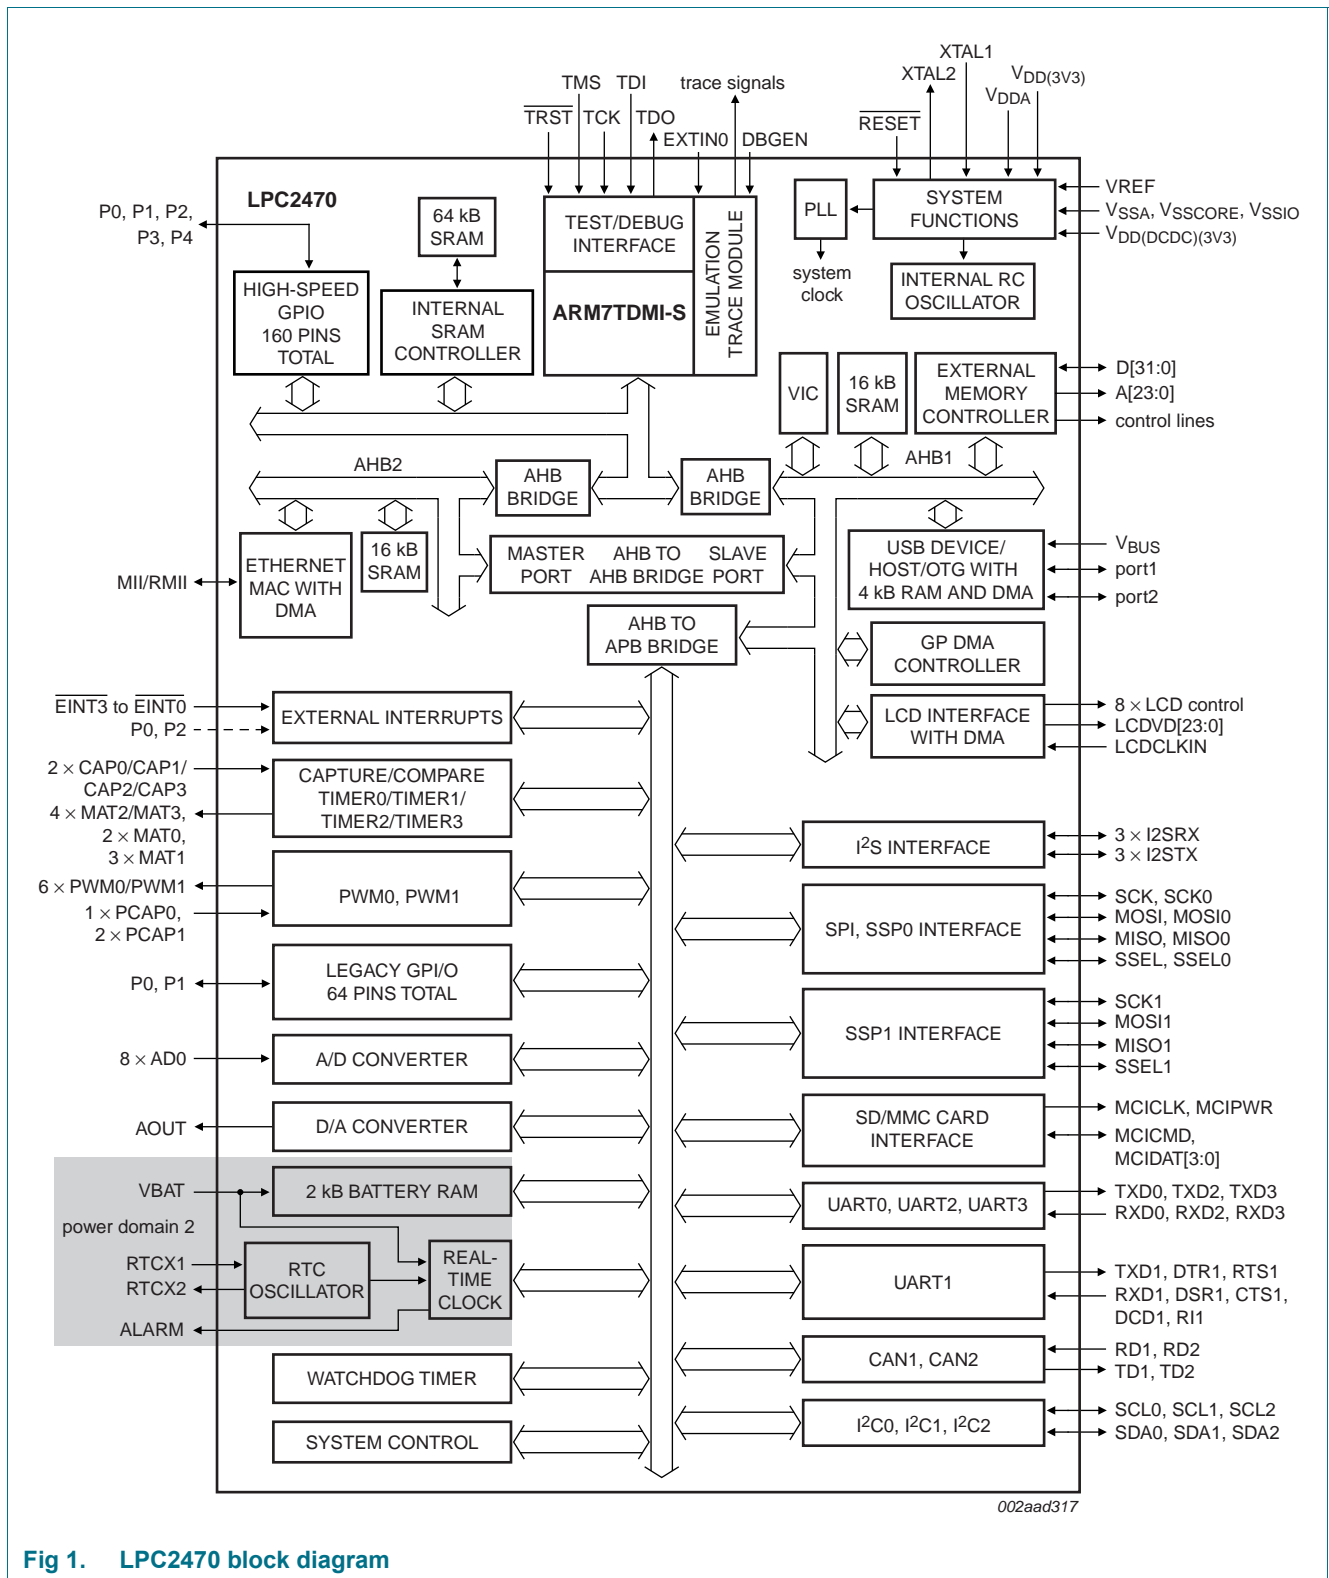 XTAL1
XTAL2
VDD(3V3)
VDDA
RESET
TMS
TDI
trace signals
TRST
TCK
TDO
EXTIN0
DBGEN
LPC2470
P0, P1, P2,
P3, P4
64 kB
SRAM
TEST/DEBUG
INTERFACE
EMULATION
TRACE MODULE
PLL
SYSTEM
FUNCTIONS
VREF
VSSA, VSSCORE, VSSIO
VDD(DCDC)(3V3)
system
clock
INTERNAL RC
OSCILLATOR
HIGH-SPEED
GPIO
160 PINS
TOTAL
INTERNAL
SRAM
CONTROLLER
ARM7TDMI-S
VIC
16 kB
SRAM
EXTERNAL
MEMORY
CONTROLLER
D[31:0]
A[23:0]
control lines
AHB2
AHB
BRIDGE
AHB
BRIDGE
AHB1
ETHERNET
MAC WITH
DMA
16 kB
SRAM
MASTER
PORT
AHB TO
AHB BRIDGE
SLAVE
PORT
USB DEVICE/
HOST/OTG WITH
4 kB RAM AND DMA
VBUS
port1
port2
MII/RMII
AHB TO
APB BRIDGE
GP DMA
CONTROLLER
EINT3 to EINT0
P0, P2
EXTERNAL INTERRUPTS
LCD INTERFACE
WITH DMA
8 × LCD control
LCDVD[23:0]
LCDCLKIN
2 × CAP0/CAP1/
CAP2/CAP3
4 × MAT2/MAT3,
2 × MAT0,
3 × MAT1
CAPTURE/COMPARE
TIMER0/TIMER1/
TIMER2/TIMER3
I2S INTERFACE
3 × I2SRX
3 × I2STX
6 × PWM0/PWM1
1 × PCAP0,
2 × PCAP1
PWM0, PWM1
SPI, SSP0 INTERFACE
SCK, SCK0
MOSI, MOSI0
MISO, MISO0
SSEL, SSEL0
P0, P1
LEGACY GPI/O
64 PINS TOTAL
SSP1 INTERFACE
SCK1
MOSI1
MISO1
SSEL1
8 × AD0
A/D CONVERTER
AOUT
D/A CONVERTER
SD/MMC CARD
INTERFACE
MCICLK, MCIPWR
MCICMD,
MCIDAT[3:0]
VBAT
2 kB BATTERY RAM
power domain 2
UART0, UART2, UART3
TXD0, TXD2, TXD3
RXD0, RXD2, RXD3
RTCX1
RTCX2
RTC
OSCILLATOR
REAL-
TIME
CLOCK
ALARM
UART1
TXD1, DTR1, RTS1
RXD1, DSR1, CTS1,
DCD1, RI1
WATCHDOG TIMER
CAN1, CAN2
RD1, RD2
TD1, TD2
SYSTEM CONTROL
I2C0, I2C1, I2C2
SCL0, SCL1, SCL2
SDA0, SDA1, SDA2
002aad317
Fig 1. LPC2470 block diagram